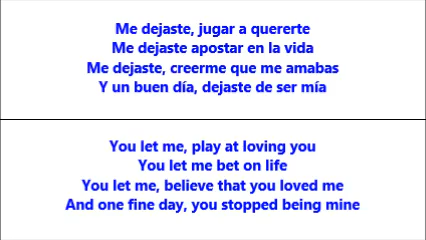 Me dejaste, jugar a quererte
Me dejaste apostar en la vida
Me dejaste, creerme que me amabas
Y un buen día, dejaste de ser mía
You let me, play at loving you
You let me bet on life
You let me, believe that you loved me
And one fine day, you stopped being mine